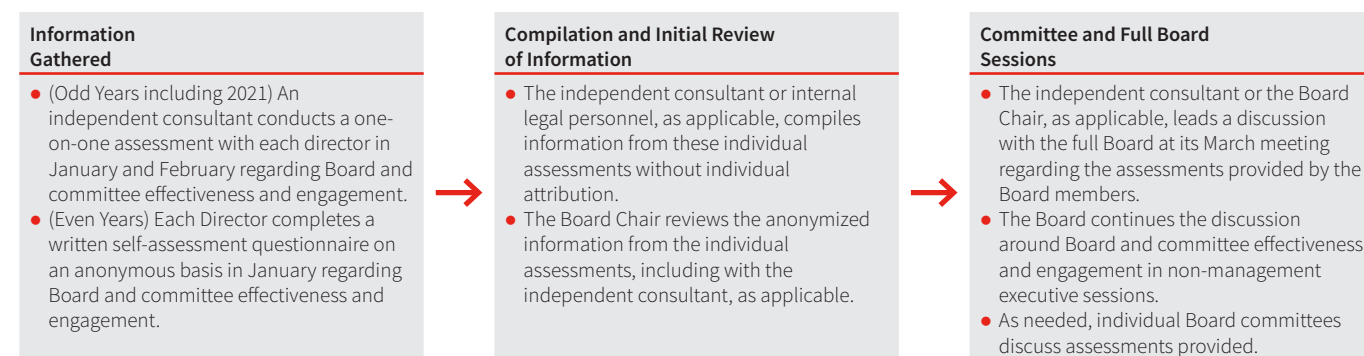 Information
Gathered
● (Odd Years including 2021) An
independent consultant conducts a one-
on-one assessment with each director in
January and February regarding Board and
committee effectiveness and engagement.
● (Even Years) Each Director completes a
written self-assessment questionnaire on
an anonymous basis in January regarding
Board and committee effectiveness and
engagement.
Compilation and Initial Review
of Information
● The independent consultant or internal
legal personnel, as applicable, compiles
information from these individual
assessments without individual
attribution.
● The Board Chair reviews the anonymized
information from the individual
assessments, including with the
independent consultant, as applicable.
Committee and Full Board
Sessions
● The independent consultant or the Board
Chair, as applicable, leads a discussion
with the full Board at its March meeting
regarding the assessments provided by the
Board members.
● The Board continues the discussion
around Board and committee effectiveness
and engagement in non-management
executive sessions.
● As needed, individual Board committees
discuss assessments provided.